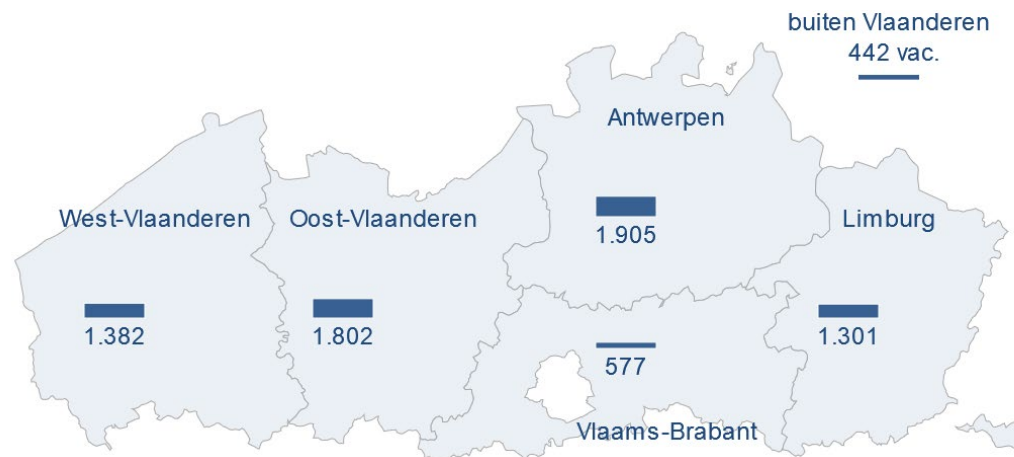 buiten Vlaanderen
442 vac.
Antwerpen
1.905
West-Vlaanderen
1.382
Oost-Vlaanderen
1.802
Limburg
1.301
577
Vlaams-Brabant